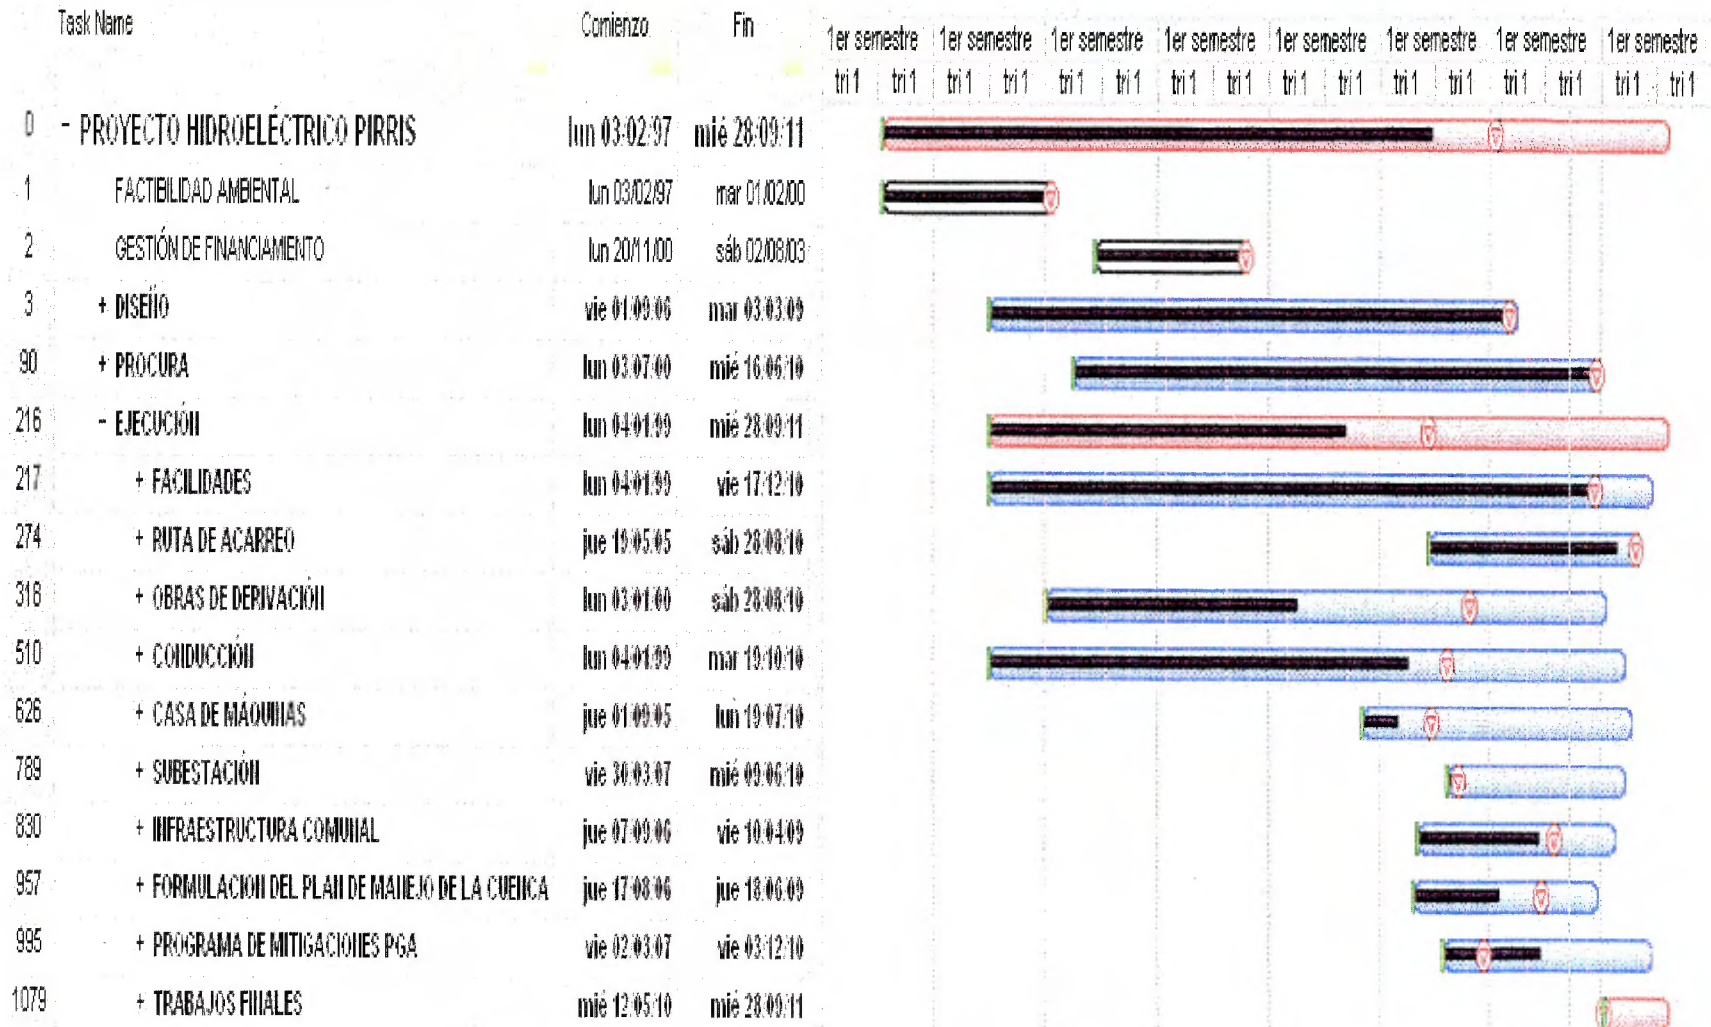 Task Name Comienzo Fin 1er semestre 1er semestre 1er semestre 1er semestre 1er semestre 1er semestre 1er semestre 1er semestre
tri 1 tri 1 tri 1 tri 1 tri 1 tri 1 tri 1 tri 1 tri 1 tri 1 tri 1 tri 1 tri 1 tri 1 tri 1 tri 1
0 - PROYECTO HIDROELÉCTRICO PIRRIS lun 03/02/97 mié 28/09/11
1 FACTIBILIDAD AMBIENTAL lun 03/02/97 mar 01/02/00
2 GESTIÓN DE FINANCIAMIENTO lun 20/11/00 sáb 02/08/03
3 + DISEÑO vie 01/09/06 mar 03/03/09
90 + PROCURA lun 03/07/00 mié 16/06/10
216 - EJECUCIÓN lun 04/01/99 mié 28/09/11
217 + FACILIDADES lun 04/01/99 vie 17/12/10
274 + RUTA DE ACARREO jue 19/05/05 sáb 28/08/10
318 + OBRAS DE DERIVACIÓN lun 03/01/00 sáb 28/08/10
510 + CONDUCCIÓN lun 04/01/99 mar 19/10/10
626 + CASA DE MÁQUINAS jue 01/09/05 lun 19/07/10
789 + SUBESTACIÓN vie 30/03/07 mié 09/06/10
830 + INFRAESTRUCTURA COMUNAL jue 07/09/06 vie 10/04/09
957 + FORMULACION DEL PLAN DE MANEJO DE LA CUENCA jue 17/08/06 jue 18/06/09
995 + PROGRAMA DE MITIGACIONES PGA vie 02/03/07 vie 03/12/10
1079 + TRABAJOS FINALES mié 12/05/10 mié 28/09/11